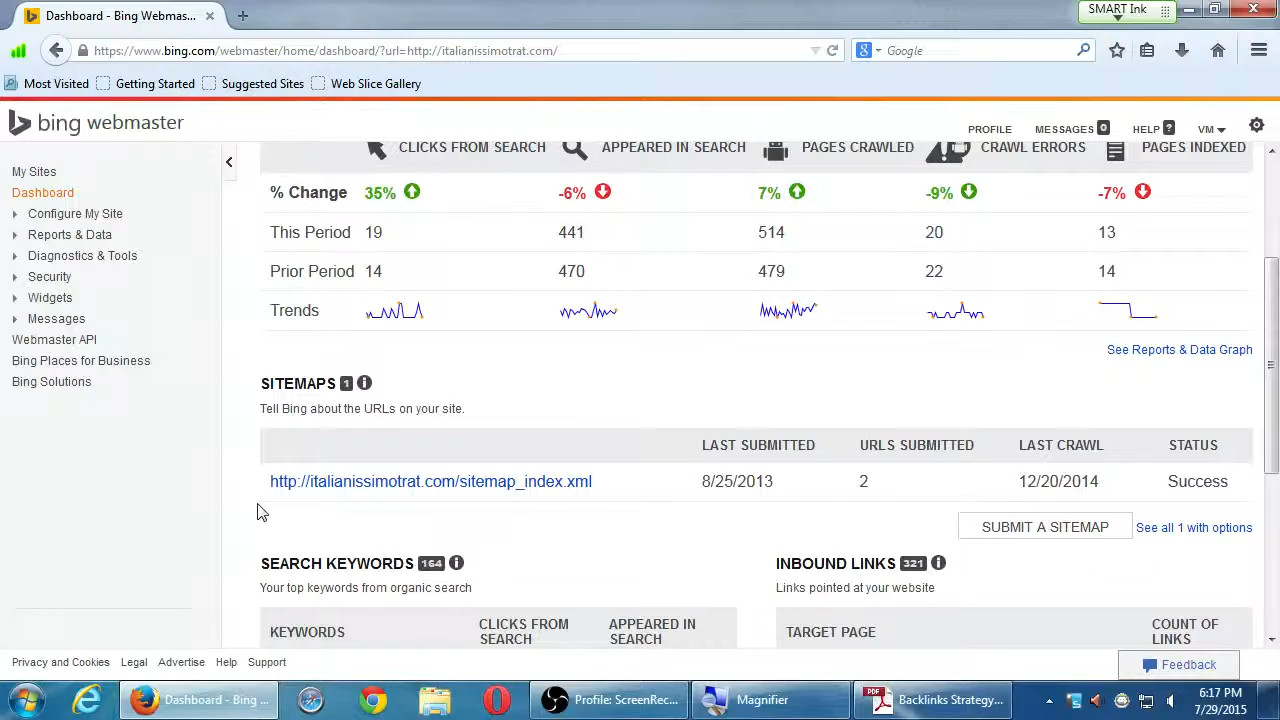 Dashboard - Bing Webmas...
SMART Ink
https://www.bing.com/webmaster/home/dashboard/?url=http://italianissimotrat.com/
Google
Most Visited Getting Started Suggested Sites Web Slice Gallery
bing webmaster
PROFILE MESSAGES 0 HELP ? VM
My Sites
Dashboard
Configure My Site
Reports & Data
Diagnostics & Tools
Security
Widgets
Messages
Webmaster API
Bing Places for Business
Bing Solutions
CLICKS FROM SEARCH APPEARED IN SEARCH PAGES CRAWLED CRAWL ERRORS PAGES INDEXED
% Change 35% -6% 7% -9% -7%
This Period 19 441 514 20 13
Prior Period 14 470 479 22 14
Trends
See Reports & Data Graph
SITEMAPS 1
Tell Bing about the URLs on your site.
LAST SUBMITTED URLS SUBMITTED LAST CRAWL STATUS
http://italianissimotrat.com/sitemap_index.xml 8/25/2013 2 12/20/2014 Success
SUBMIT A SITEMAP See all 1 with options
SEARCH KEYWORDS 164
Your top keywords from organic search
KEYWORDS CLICKS FROM SEARCH APPEARED IN SEARCH
INBOUND LINKS 321
Links pointed at your website
TARGET PAGE COUNT OF LINKS
Privacy and Cookies Legal Advertise Help Support
Feedback
Dashboard - Bing ... Profile: ScreenRec... Magnifier Backlinks Strategy...
6:17 PM
7/29/2015